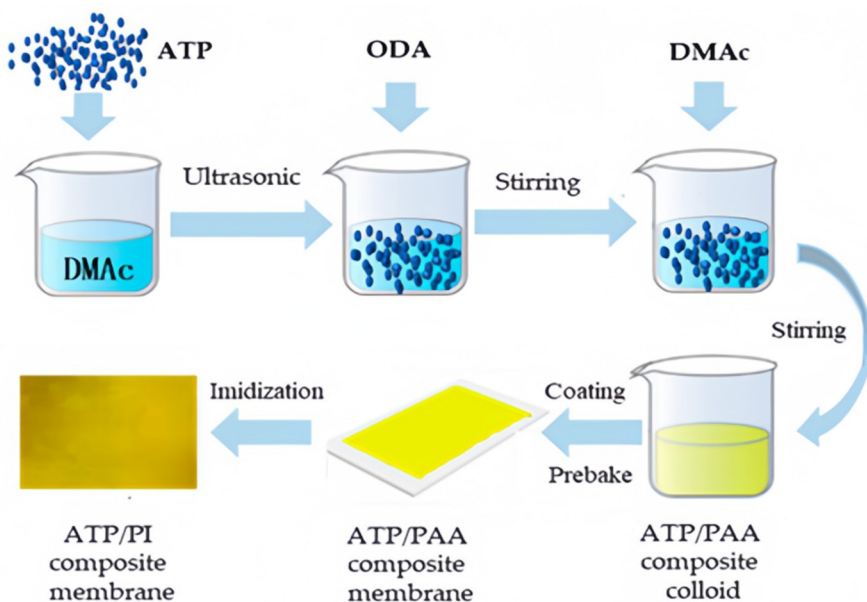 ATP
ODA
DMAc
Ultrasonic
Stirring
DMAc
Stirring
Imidization
Coating
Prebake
ATP/PI
composite
membrane
ATP/PAA
composite
membrane
ATP/PAA
composite
colloid